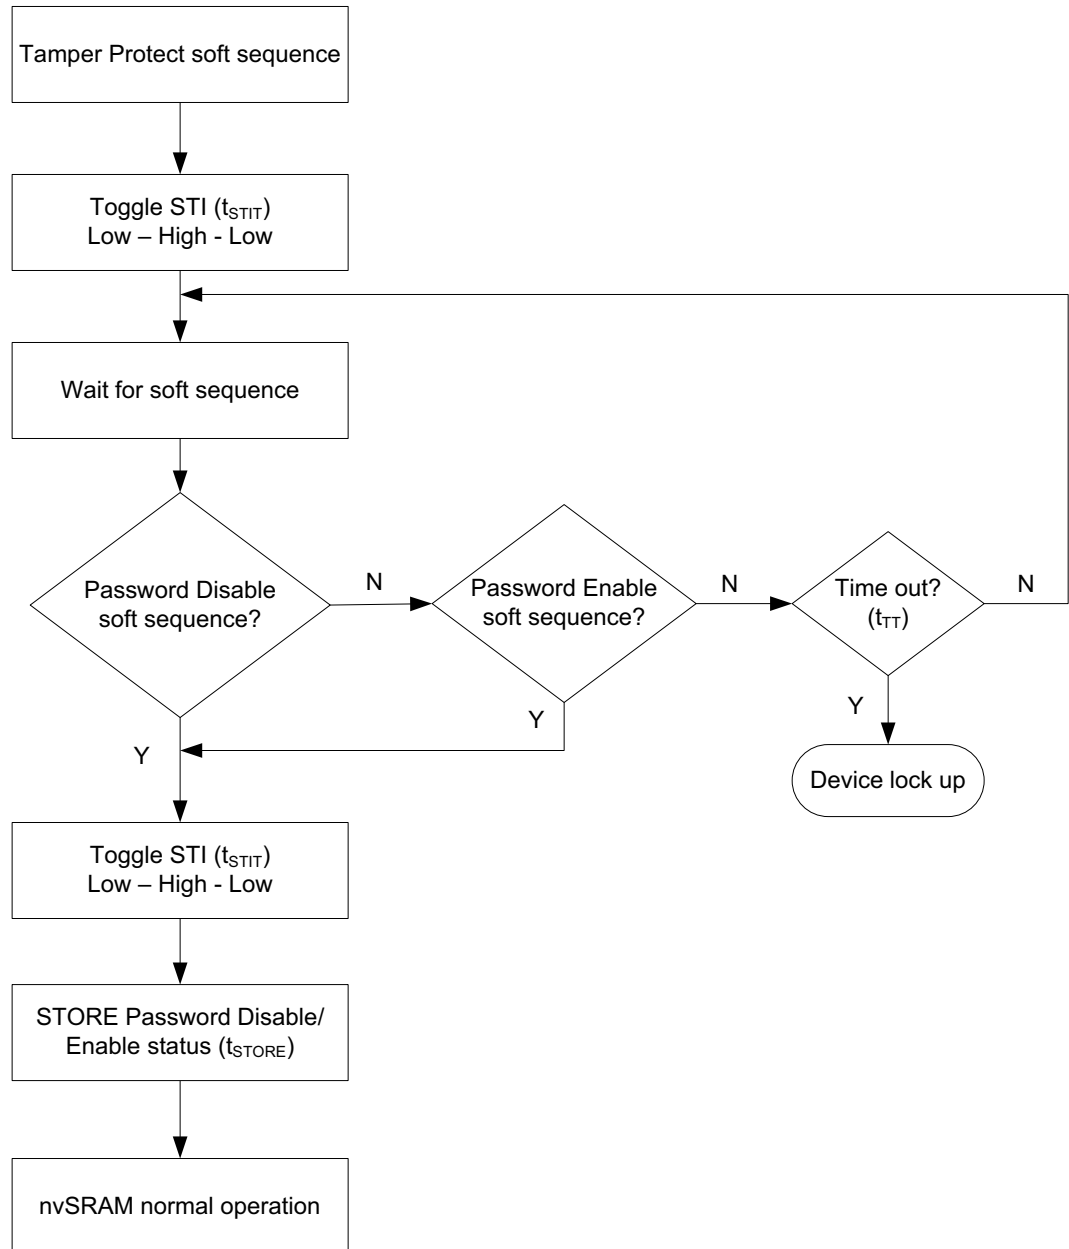 Tamper Protect soft sequence
Toggle STI (tSTIT)
Low – High - Low
Wait for soft sequence
Password Disable
soft sequence?
N
Password Enable
soft sequence?
N
Time out?
(tTT)
N
Y
Y
Y
Device lock up
Toggle STI (tSTIT)
Low – High - Low
STORE Password Disable/
Enable status (tSTORE)
nvSRAM normal operation